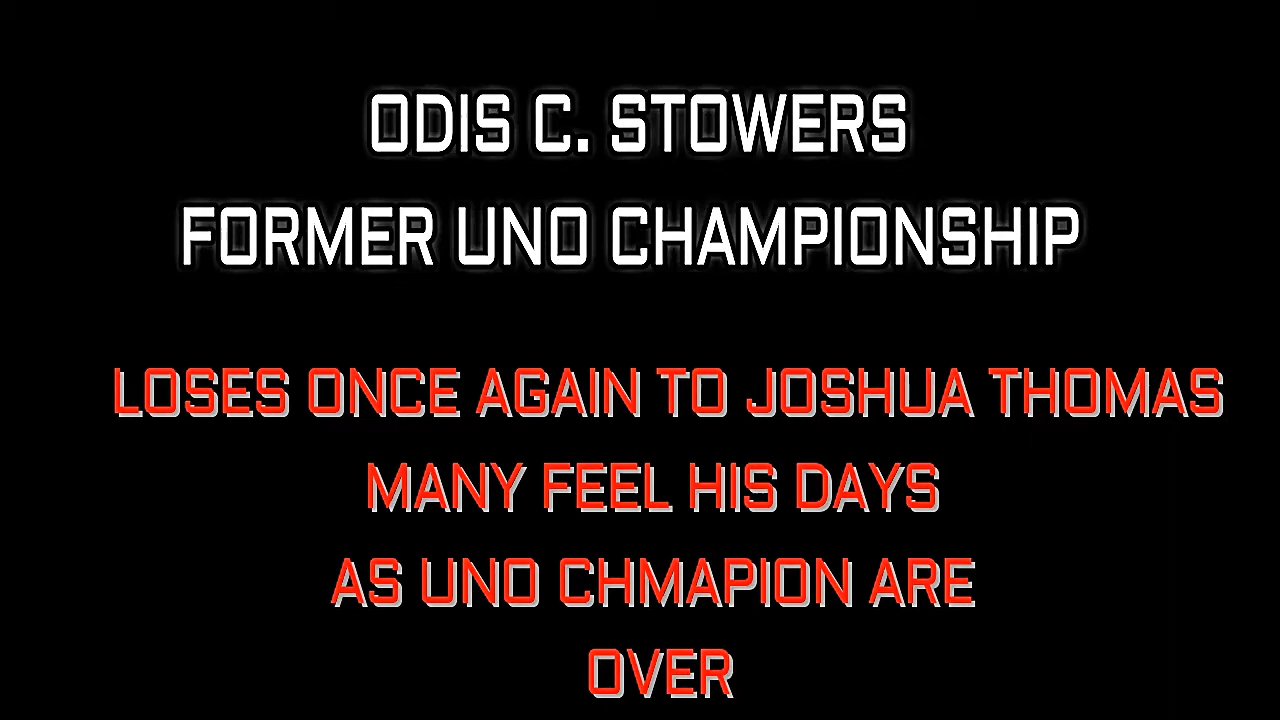 ODIS C. STOWERS
FORMER UNO CHAMPIONSHIP
LOSES ONCE AGAIN TO JOSHUA THOMAS
MANY FEEL HIS DAYS
AS UNO CHMAPION ARE
OVER